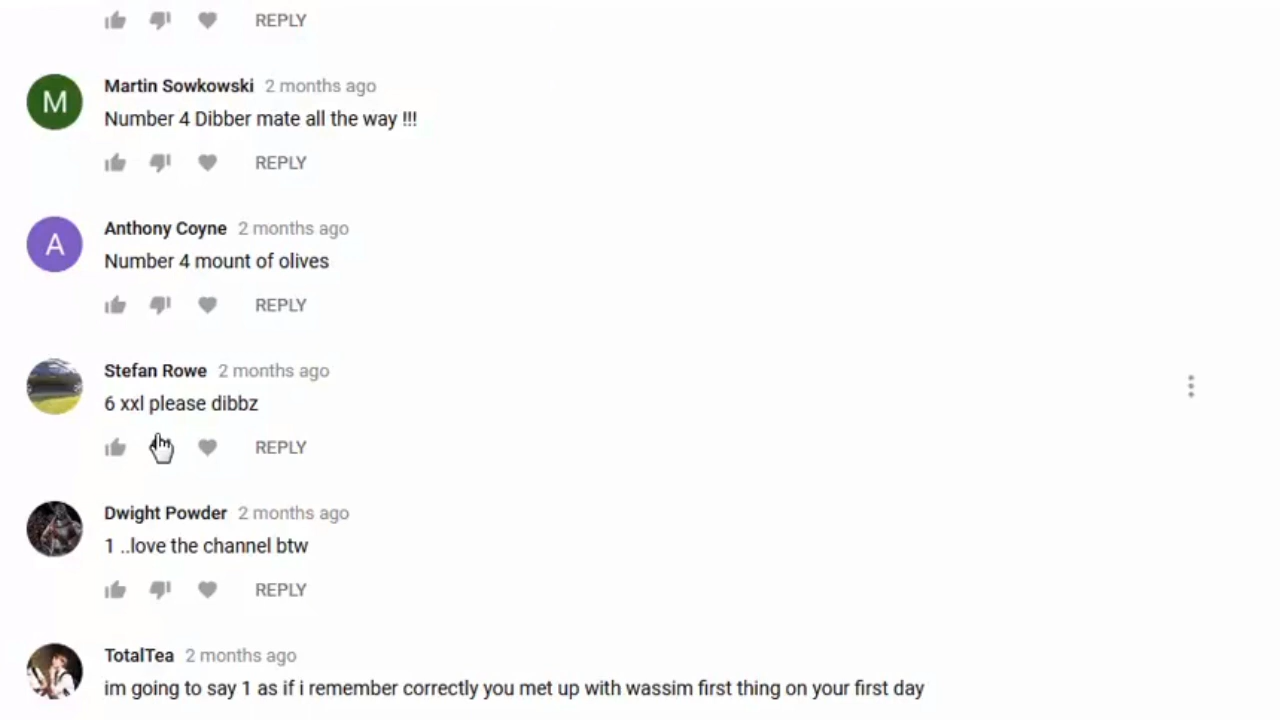 REPLY
M
Martin Sowkowski 2 months ago
Number 4 Dibber mate all the way !!!
REPLY
A
Anthony Coyne 2 months ago
Number 4 mount of olives
REPLY
Stefan Rowe 2 months ago
6 xxl please dibbz
REPLY
Dwight Powder 2 months ago
1 ..love the channel btw
REPLY
TotalTea 2 months ago
im going to say 1 as if i remember correctly you met up with wassim first thing on your first day